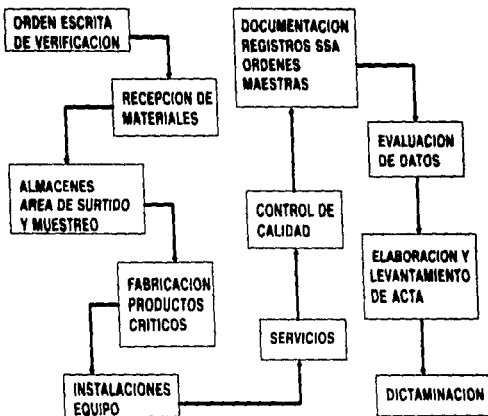 ORDEN ESCRITA
DE VERIFICACION
RECEPCION DE
MATERIALES
ALMACENES
AREA DE SURTIDO
Y MUESTREO
FABRICACION
PRODUCTOS
CRITICOS
INSTALACIONES
EQUIPO
SERVICIOS
CONTROL DE
CALIDAD
DOCUMENTACION
REGISTROS SSA
ORDENES
MAESTRAS
EVALUACION
DE DATOS
ELABORACION Y
LEVANTAMIENTO
DE ACTA
DICTAMINACION